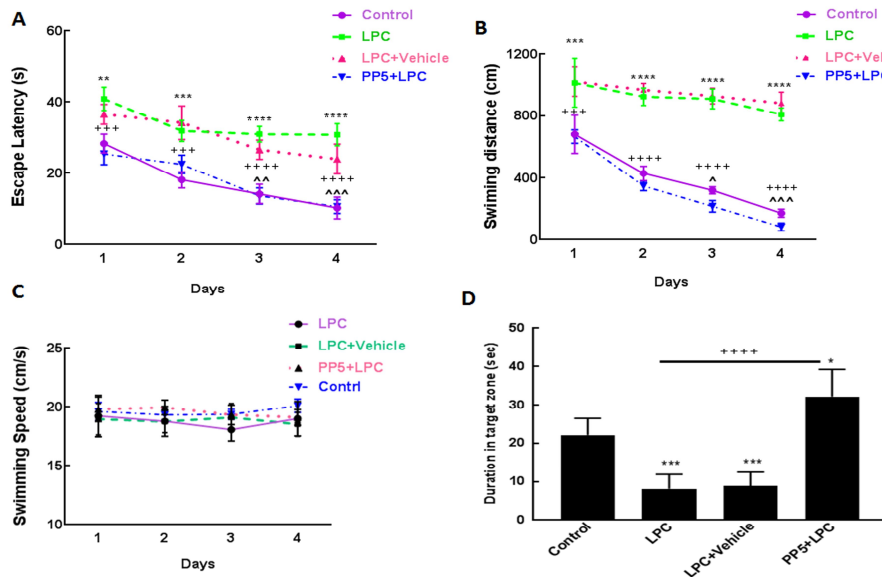 A
Control
LPC
LPC+Vehicle
PP5+LPC
Escape Latency (s)
60
40
20
0
**
***
****
****
+++
+++
++++
^^
++++
^^^
1 2 3 4
Days
B
Control
LPC
LPC+Veh
PP5+LPC
Swiming distance (cm)
1200
800
400
0
***
****
****
****
+++
++++
++++
^
++++
^^^
1 2 3 4
Days
C
LPC
LPC+Vehicle
PP5+LPC
Contrl
Swimming Speed (cm/s)
25
20
15
10
1 2 3 4
Days
D
Duration in target zone (sec)
50
40
30
20
10
0
++++
*
***
***
Control
LPC
LPC+Vehicle
PP5+LPC